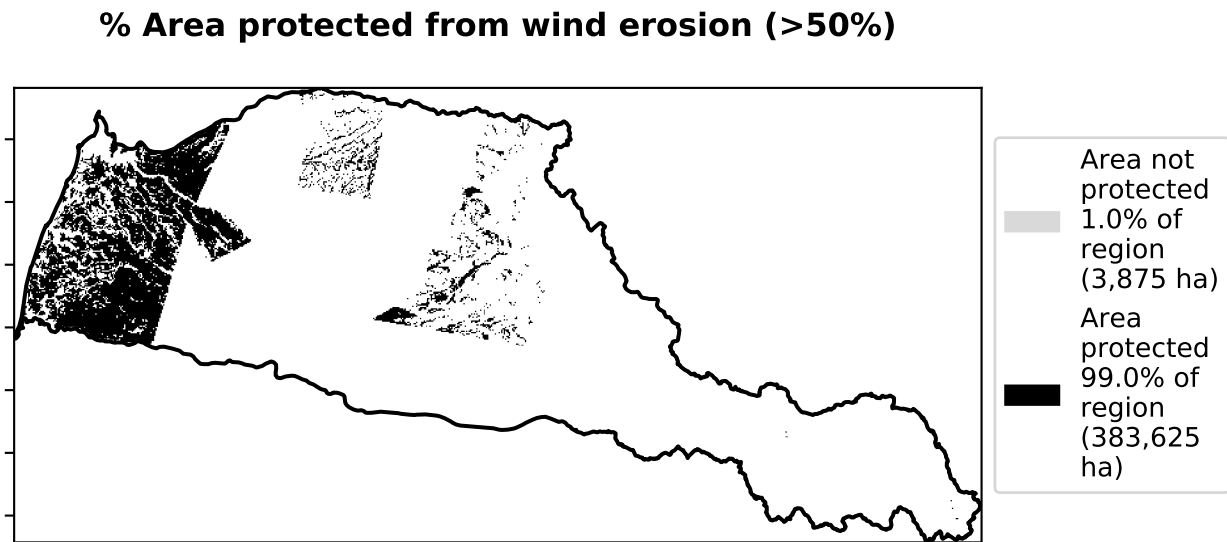 % Area protected from wind erosion (>50%)
Area not
protected
1.0% of
region
(3,875 ha)
Area
protected
99.0% of
region
(383,625
ha)